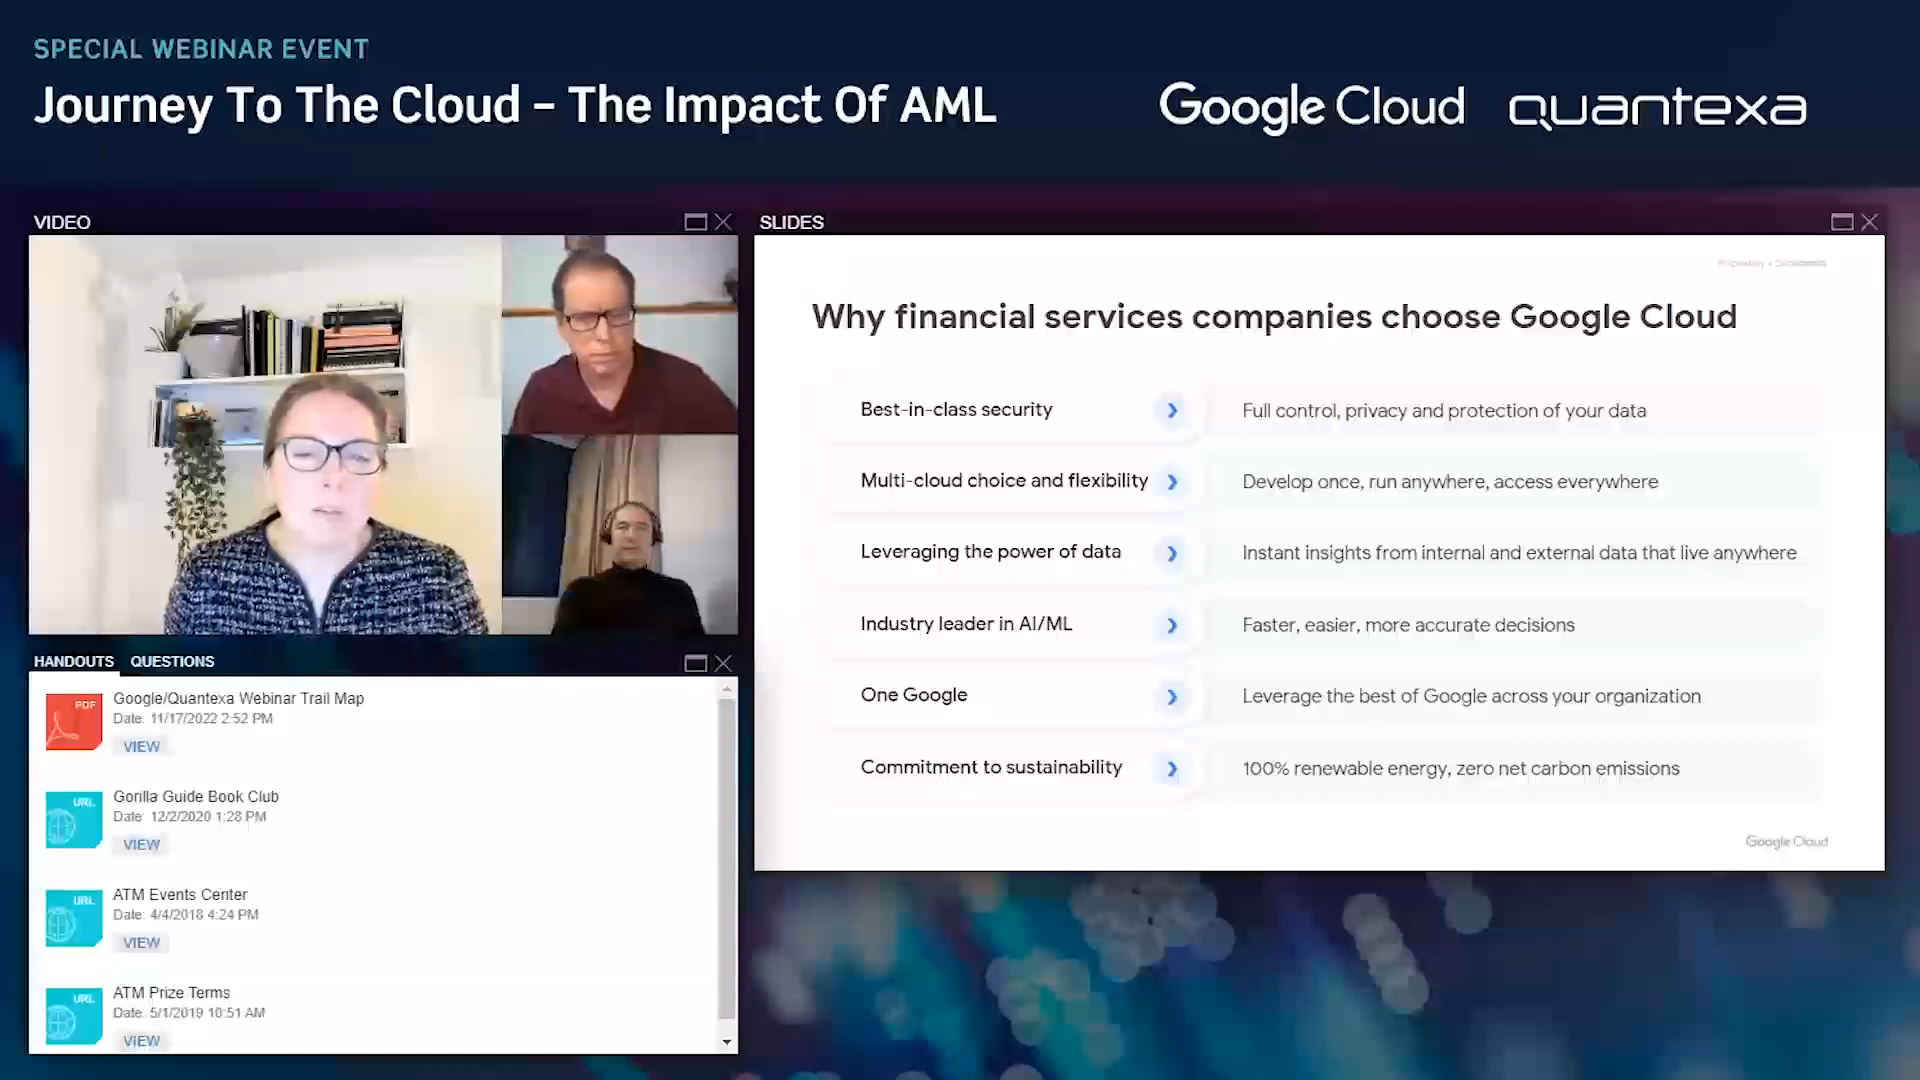 SPECIAL WEBINAR EVENT
Journey To The Cloud – The Impact Of AML
Google Cloud
quantexa
VIDEO
SLIDES
Why financial services companies choose Google Cloud
Best-in-class security
Full control, privacy and protection of your data
Multi-cloud choice and flexibility
Develop once, run anywhere, access everywhere
Leveraging the power of data
Instant insights from internal and external data that live anywhere
Industry leader in AI/ML
Faster, easier, more accurate decisions
One Google
Leverage the best of Google across your organization
Commitment to sustainability
100% renewable energy, zero net carbon emissions
Google Cloud
HANDOUTS QUESTIONS
PDF
Google/Quantexa Webinar Trail Map
Date: 11/17/2022 2:52 PM
VIEW
URL
Gorilla Guide Book Club
Date: 12/2/2020 1:28 PM
VIEW
URL
ATM Events Center
Date: 4/4/2018 4:24 PM
VIEW
URL
ATM Prize Terms
Date: 5/1/2019 10:51 AM
VIEW